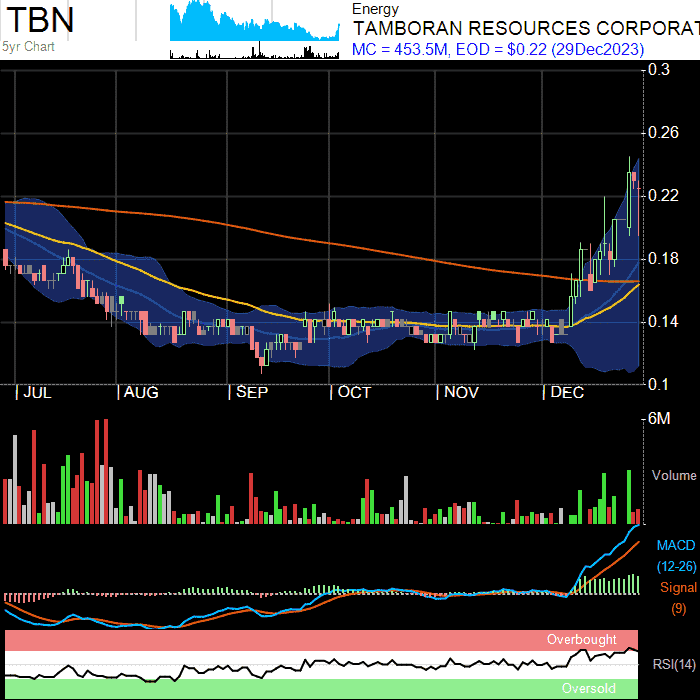 TBN
5yr Chart
Energy
TAMBORAN RESOURCES CORPORAT
MC = 453.5M, EOD = $0.22 (29Dec2023)
0.3
0.26
0.22
0.18
0.14
0.1
JUL AUG SEP OCT NOV DEC
6M
Volume
MACD
(12-26)
Signal
(9)
Overbought
RSI(14)
Oversold